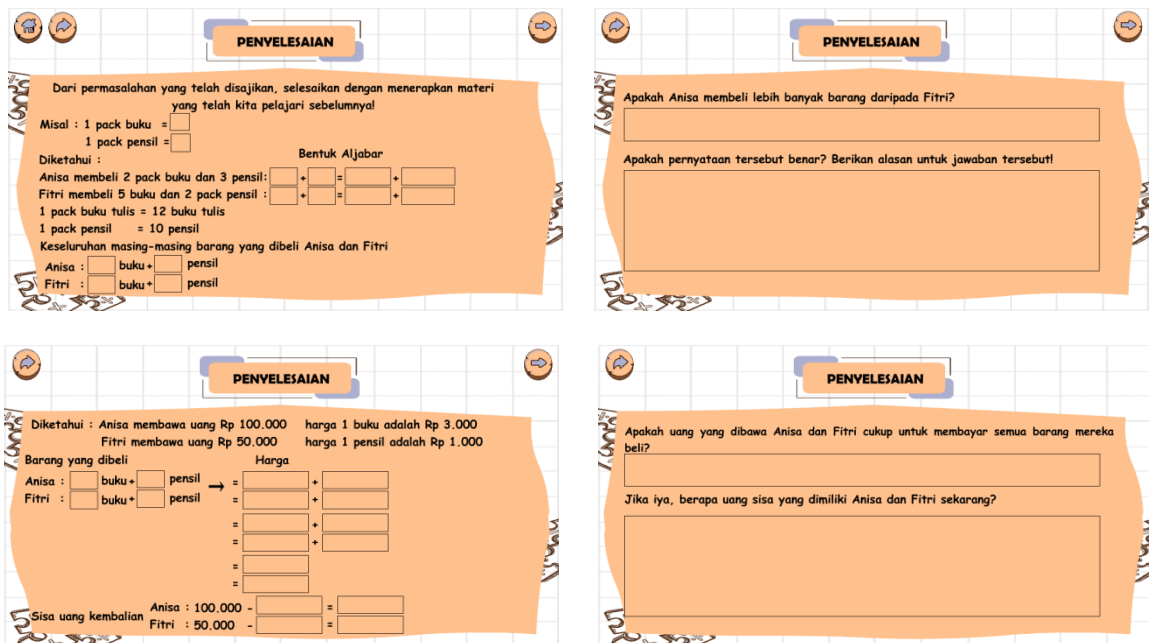 PENYELESAIAN
Dari permasalahan yang telah disajikan, selesaikan dengan menerapkan materi
yang telah kita pelajari sebelumnya!
Misal : 1 pack buku =
1 pack pensil =
Diketahui :
Bentuk Aljabar
Anisa membeli 2 pack buku dan 3 pensil: + = +
Fitri membeli 5 buku dan 2 pack pensil : + = +
1 pack buku tulis = 12 buku tulis
1 pack pensil = 10 pensil
Keseluruhan masing-masing barang yang dibeli Anisa dan Fitri
Anisa : buku + pensil
Fitri : buku + pensil
PENYELESAIAN
Apakah Anisa membeli lebih banyak barang daripada Fitri?
Apakah pernyataan tersebut benar? Berikan alasan untuk jawaban tersebut!
PENYELESAIAN
Diketahui : Anisa membawa uang Rp 100.000 harga 1 buku adalah Rp 3.000
Fitri membawa uang Rp 50.000 harga 1 pensil adalah Rp 1.000
Barang yang dibeli Harga
Anisa : buku + pensil → = +
Fitri : buku + pensil = +
= +
= +
=
=
Sisa uang kembalian
Anisa : 100.000 - =
Fitri : 50.000 - =
PENYELESAIAN
Apakah uang yang dibawa Anisa dan Fitri cukup untuk membayar semua barang mereka
beli?
Jika iya, berapa uang sisa yang dimiliki Anisa dan Fitri sekarang?